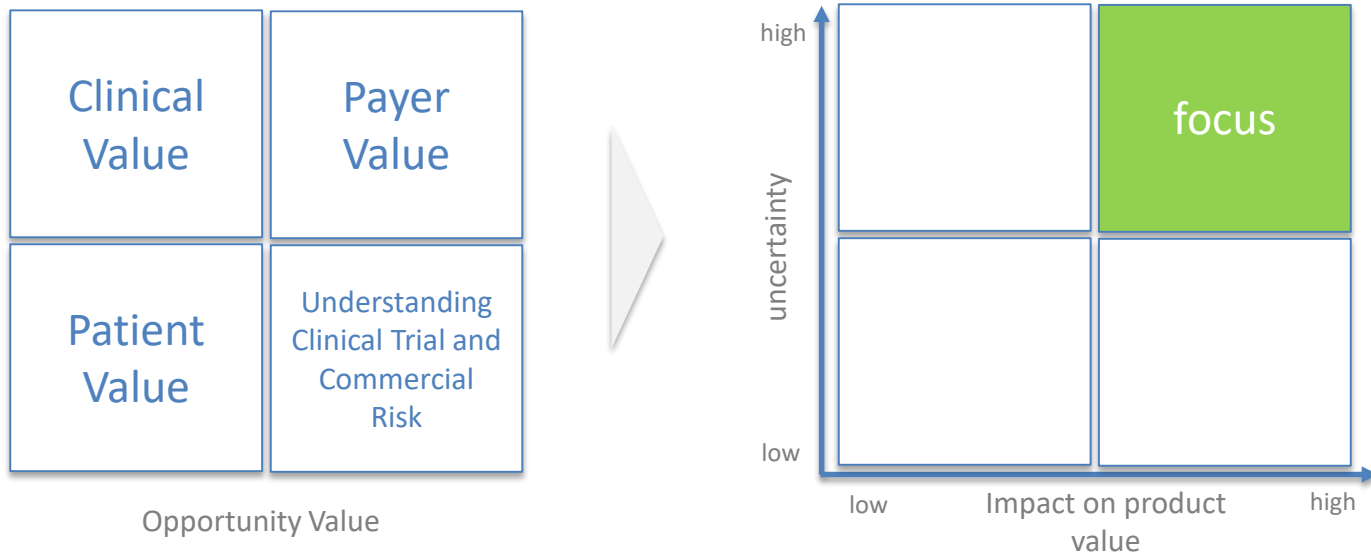 Clinical
Value
Payer
Value
Patient
Value
Understanding
Clinical Trial and
Commercial
Risk
Opportunity Value
high
focus
uncertainty
low
low
Impact on product
value
high